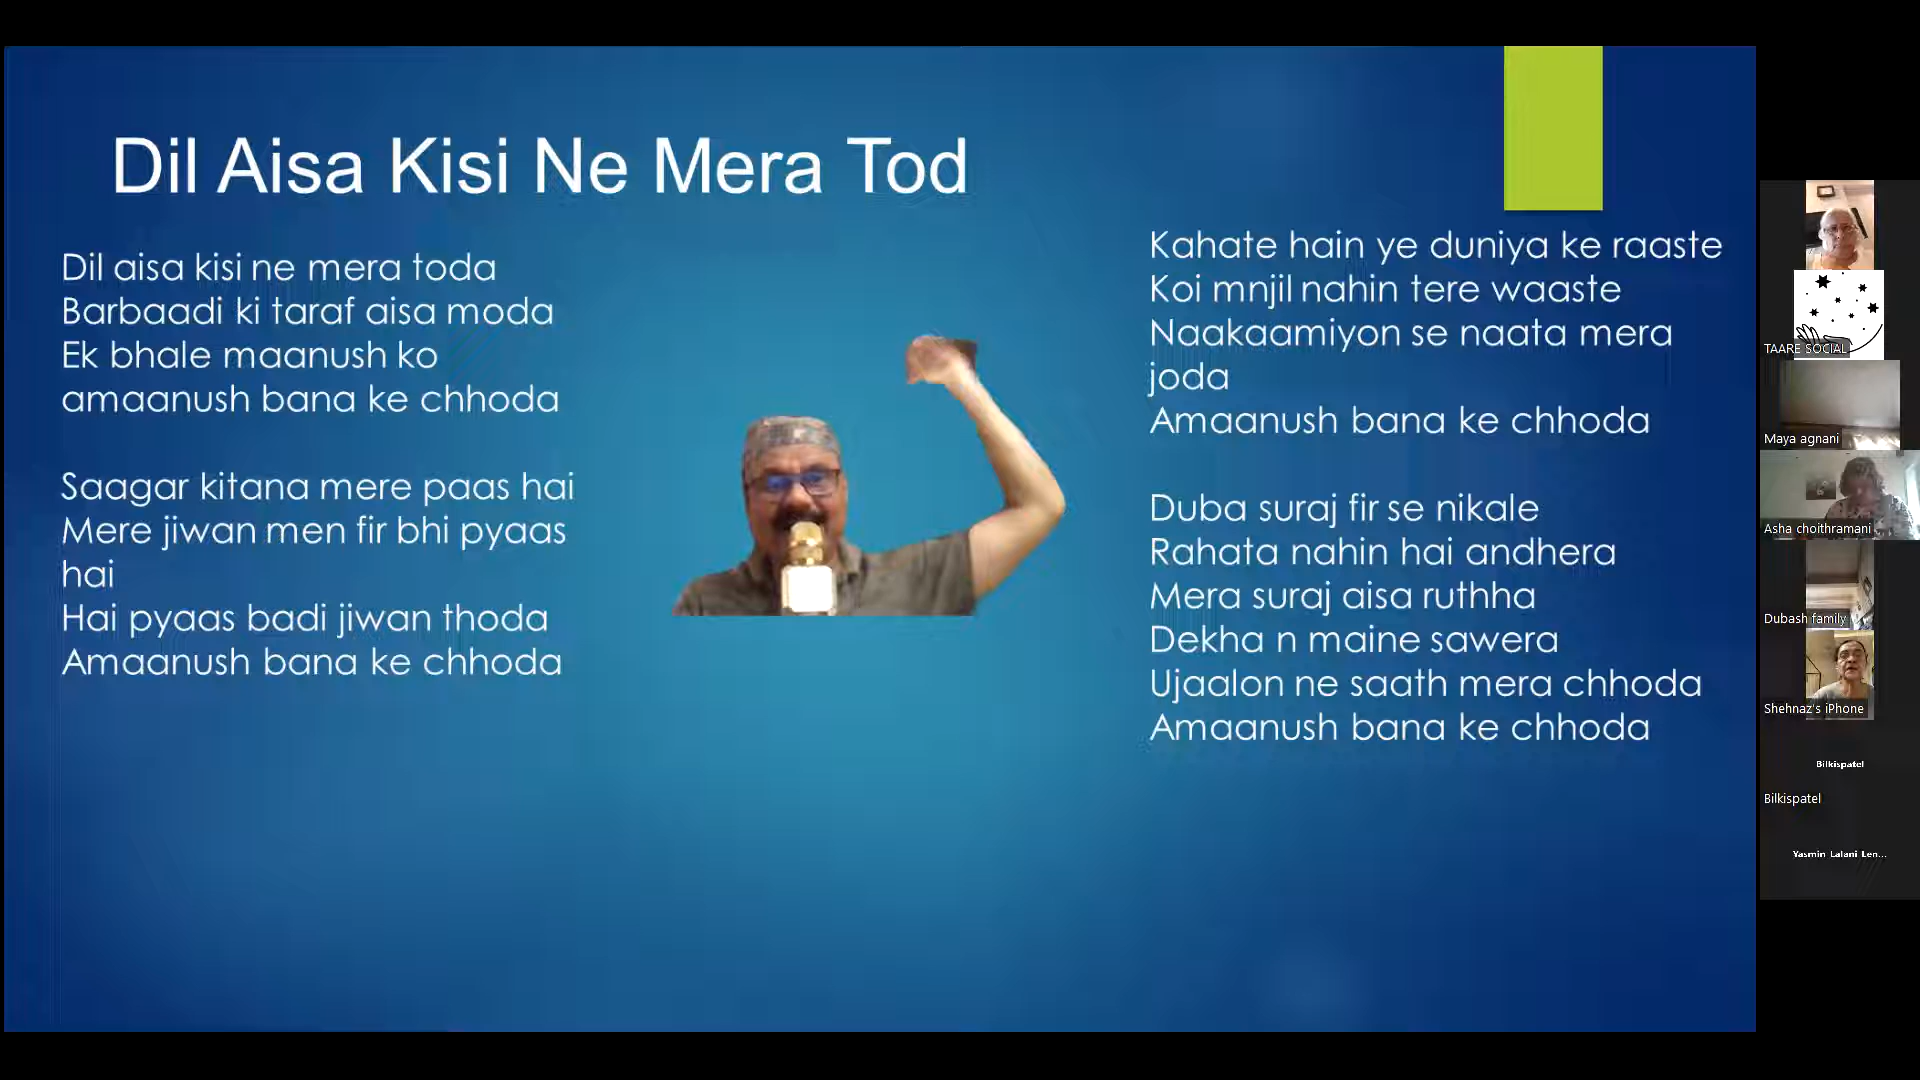 Dil Aisa Kisi Ne Mera Tod
Dil aisa kisi ne mera toda
Barbaadi ki taraf aisa moda
Ek bhale maanush ko
amaanush bana ke chhoda
Saagar kitana mere paas hai
Mere jiwan men fir bhi pyaas
hai
Hai pyaas badi jiwan thoda
Amaanush bana ke chhoda
Kahate hain ye duniya ke raaste
Koi mnjil nahin tere waaste
Naakaamiyon se naata mera
joda
Amaanush bana ke chhoda
Duba suraj fir se nikale
Rahata nahin hai andhera
Mera suraj aisa ruthha
Dekha n maine sawera
Ujaalon ne saath mera chhoda
Amaanush bana ke chhoda
TAARE SOCIAL
Maya agnani
Asha choithramani
Dubash family
Shehnaz's iPhone
Bilkispatel
Bilkispatel
Yasmin Lalani Len...